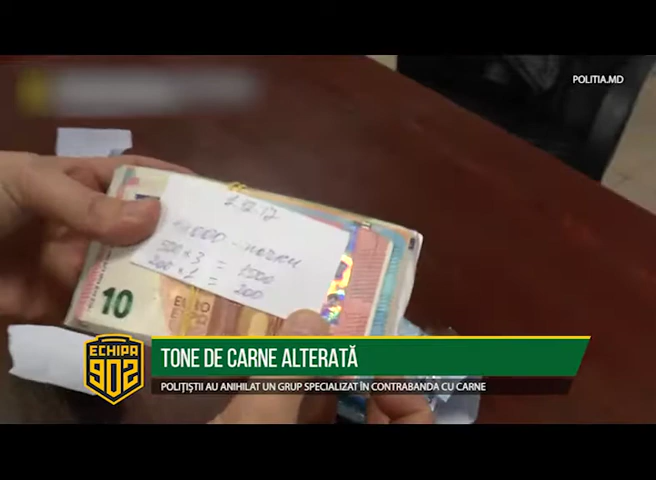 POLITIA.MD
2.12.17
500 x 3 = 1500
200 x 1 = 200
10
EURO
ECHIPA
902
TONE DE CARNE ALTERATĂ
POLIȚIȘTII AU ANIHILAT UN GRUP SPECIALIZAT ÎN CONTRABANDA CU CARNE